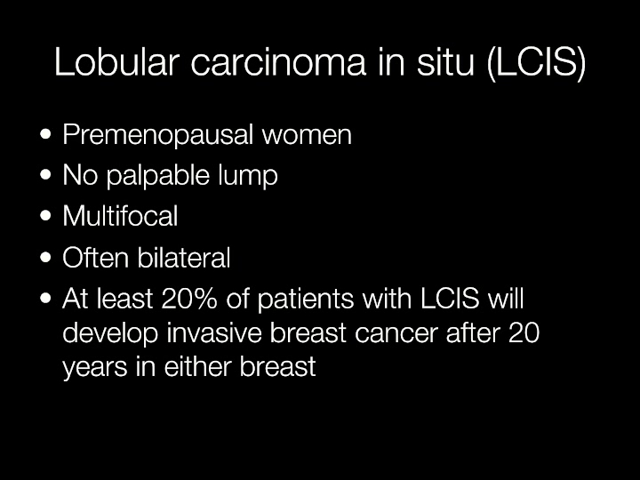 Lobular carcinoma in situ (LCIS)
• Premenopausal women
• No palpable lump
• Multifocal
• Often bilateral
• At least 20% of patients with LCIS will
develop invasive breast cancer after 20
years in either breast